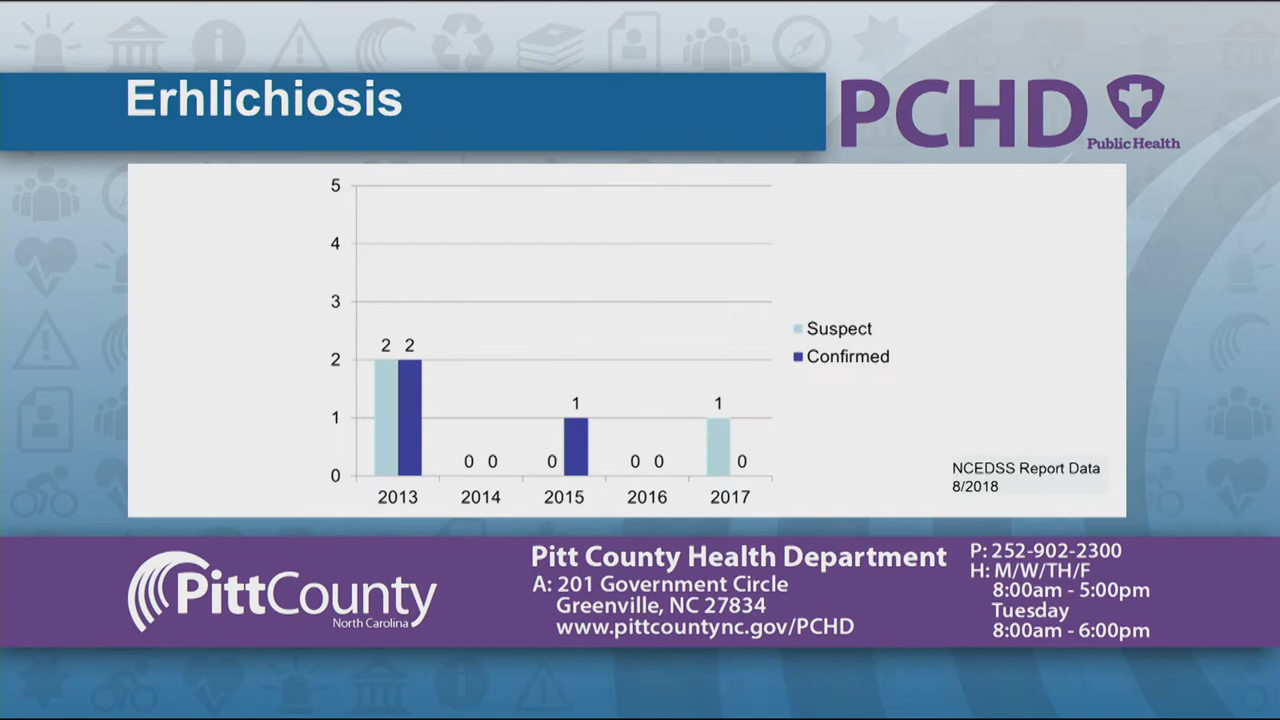 Erhlichiosis
PCHD
Public Health
5
4
3
2
1
0
2 2
0 0
0 1
0 0
1 0
2013 2014 2015 2016 2017
Suspect
Confirmed
NCEDSS Report Data
8/2018
PittCounty
North Carolina
Pitt County Health Department
A: 201 Government Circle
Greenville, NC 27834
www.pittcountync.gov/PCHD
P: 252-902-2300
H: M/W/TH/F
8:00am - 5:00pm
Tuesday
8:00am - 6:00pm